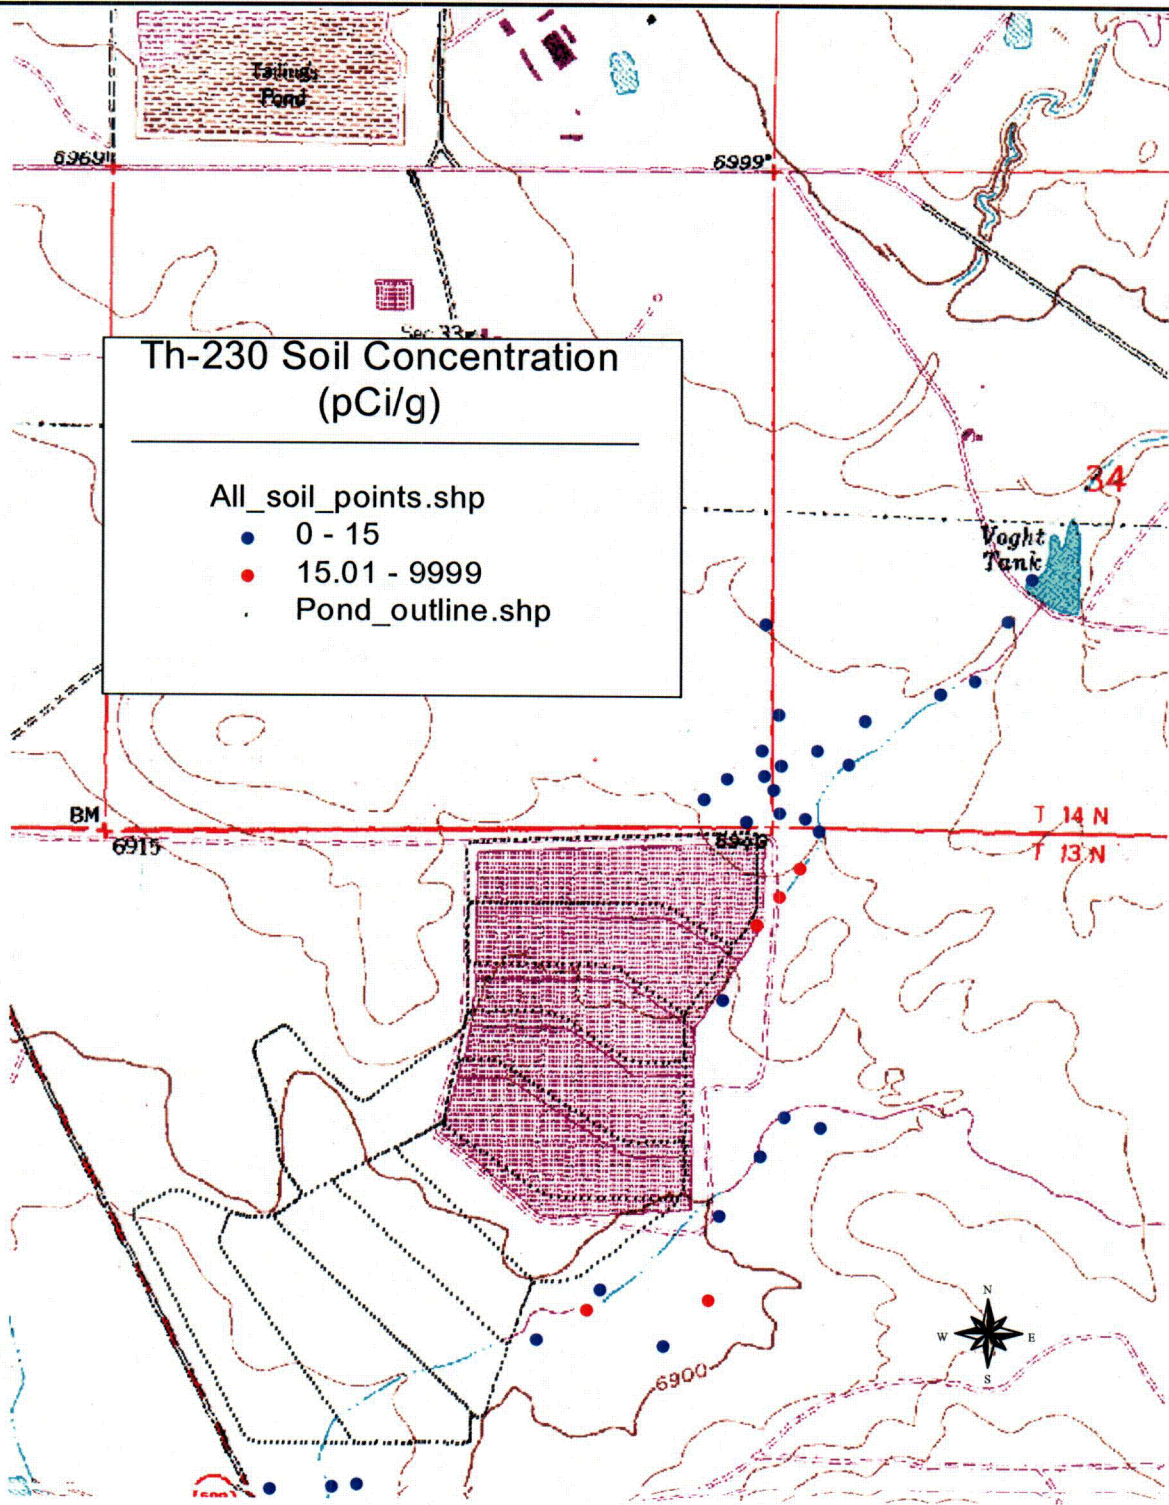 Tailings
Pond
6969
6999
Sec 33
Th-230 Soil Concentration
(pCi/g)
All_soil_points.shp
0 - 15
15.01 - 9999
Pond_outline.shp
34
Voght
Tank
BM
6915
T 14 N
T 13 N
N
W E
S
6900